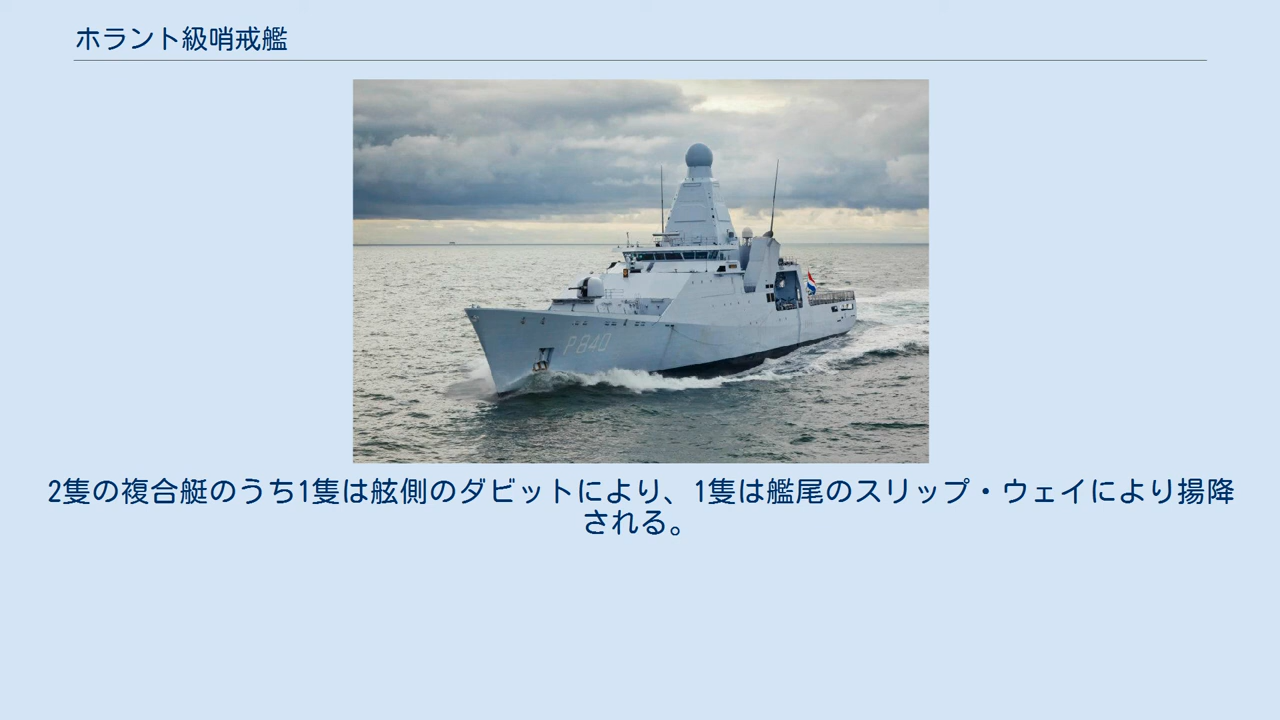 ホラント級哨戒艦
P840
2隻の複合艇のうち1隻は舷側のダビットにより、1隻は艦尾のスリップ・ウェイにより揚降
される。